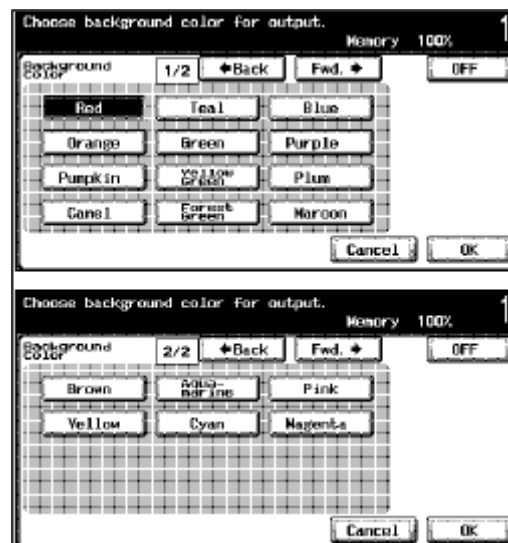 Choose background color for output.
Memory 100% 1
Background Color 1/2 ←Back Fwd. → OFF
Red Teal Blue
Orange Green Purple
Pumpkin Yellow Green Plum
Camel Forest Green Maroon
Cancel OK
Choose background color for output.
Memory 100% 1
Background Color 2/2 ←Back Fwd. → OFF
Brown Aqua-marine Pink
Yellow Cyan Magenta
Cancel OK